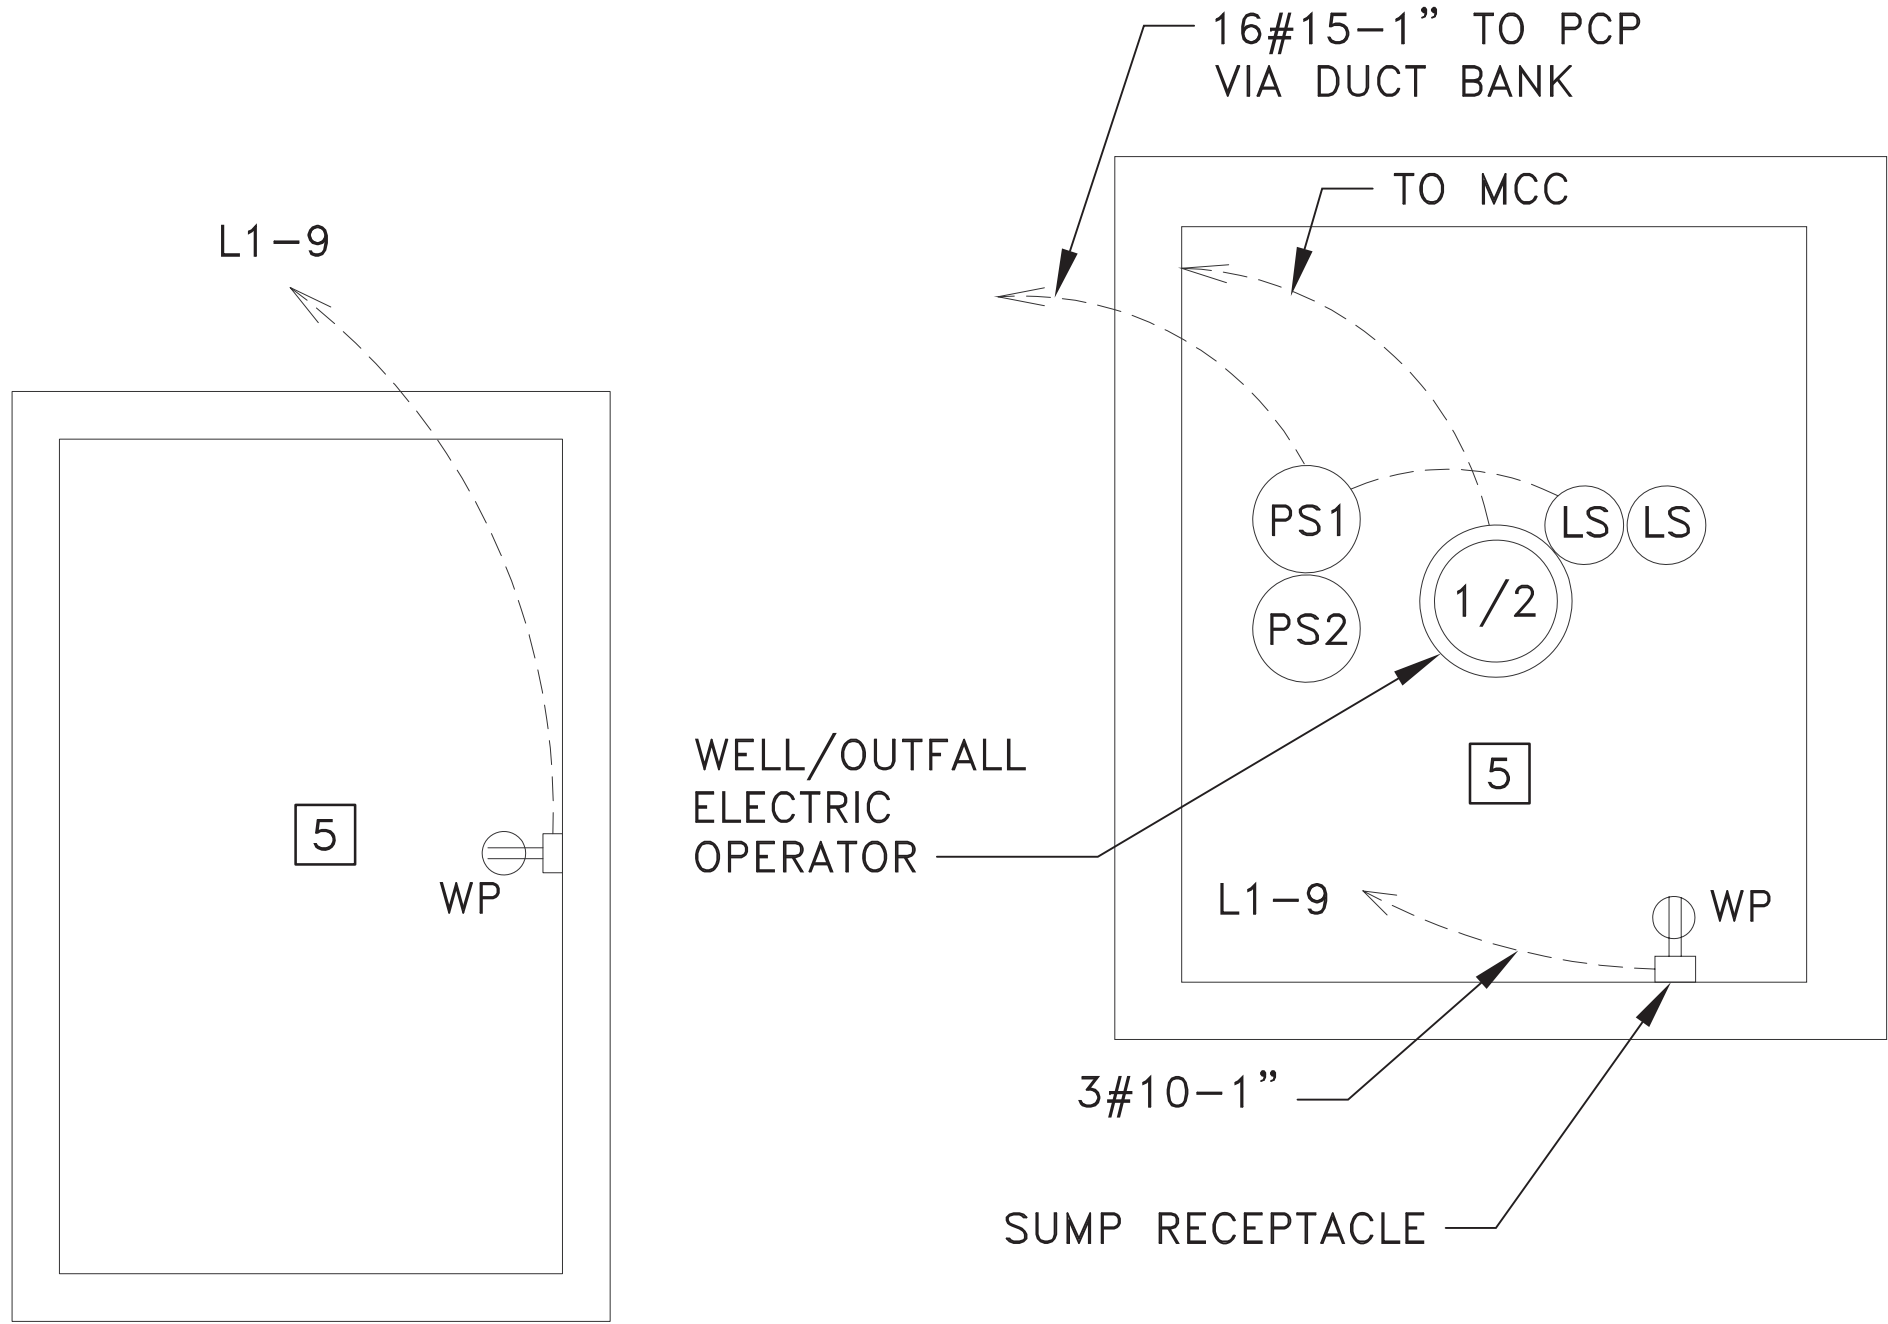 16#15-1” TO PCP
VIA DUCT BANK
TO MCC
L1-9
PS1
LS
LS
1/2
PS2
WELL/OUTFALL
ELECTRIC
OPERATOR
5
5
WP
L1-9
WP
3#10-1”
SUMP RECEPTACLE